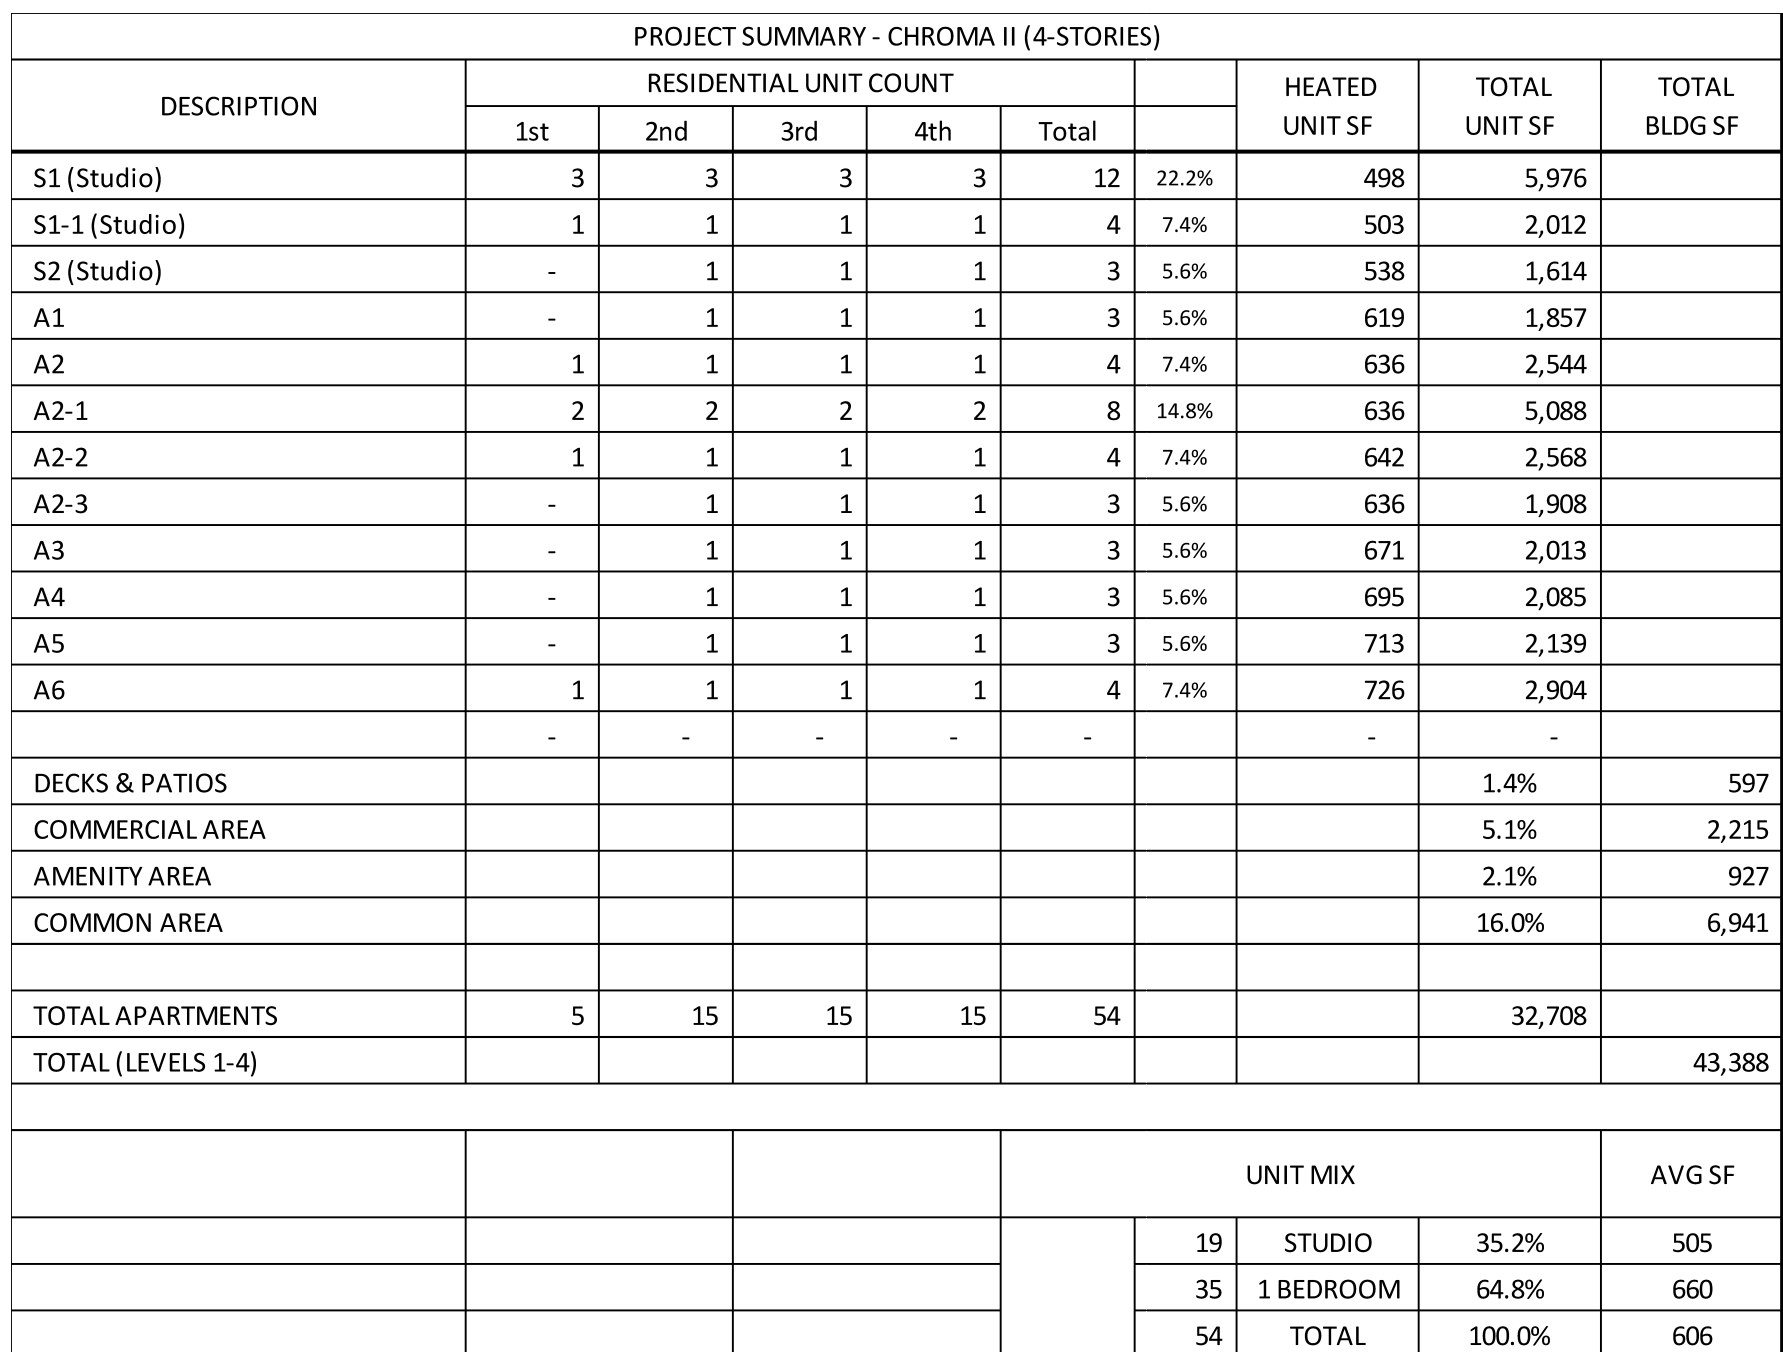 PROJECT SUMMARY - CHROMA II (4-STORIES)
DESCRIPTION RESIDENTIAL UNIT COUNT HEATED UNIT SF TOTAL UNIT SF TOTAL BLDG SF
1st 2nd 3rd 4th Total
S1 (Studio) 3 3 3 3 12 22.2% 498 5,976
S1-1 (Studio) 1 1 1 1 4 7.4% 503 2,012
S2 (Studio) - 1 1 1 3 5.6% 538 1,614
A1 - 1 1 1 3 5.6% 619 1,857
A2 1 1 1 1 4 7.4% 636 2,544
A2-1 2 2 2 2 8 14.8% 636 5,088
A2-2 1 1 1 1 4 7.4% 642 2,568
A2-3 - 1 1 1 3 5.6% 636 1,908
A3 - 1 1 1 3 5.6% 671 2,013
A4 - 1 1 1 3 5.6% 695 2,085
A5 - 1 1 1 3 5.6% 713 2,139
A6 1 1 1 1 4 7.4% 726 2,904
- - - - - - -
DECKS & PATIOS 1.4% 597
COMMERCIAL AREA 5.1% 2,215
AMENITY AREA 2.1% 927
COMMON AREA 16.0% 6,941
TOTAL APARTMENTS 5 15 15 15 54 32,708
TOTAL (LEVELS 1-4) 43,388
UNIT MIX AVG SF
19 STUDIO 35.2% 505
35 1 BEDROOM 64.8% 660
54 TOTAL 100.0% 606